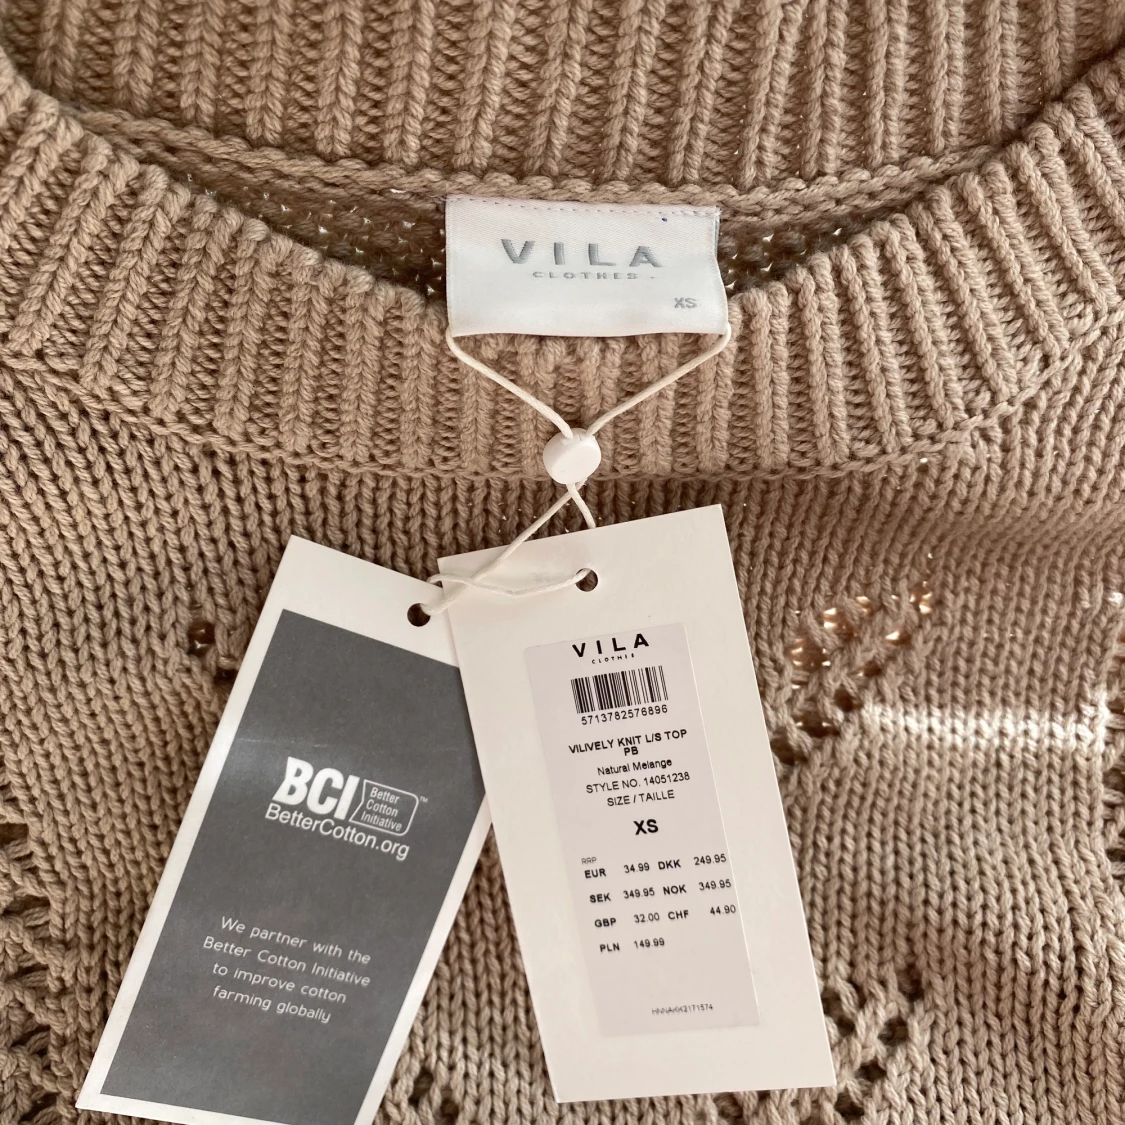 VILA
CLOTHES
XS
BCI Better
Cotton
Initiative ™
BetterCotton.org
We partner with the
Better Cotton Initiative
to improve cotton
farming globally
VILA
CLOTHES
5713782576896
VILIVELY KNIT L/S TOP
PB
Natural Melange
STYLE NO. 14051238
SIZE / TAILLE
XS
RRP
EUR 34.99 DKK 249.95
SEK 349.95 NOK 349.95
GBP 32.00 CHF 44.90
PLN 149.99